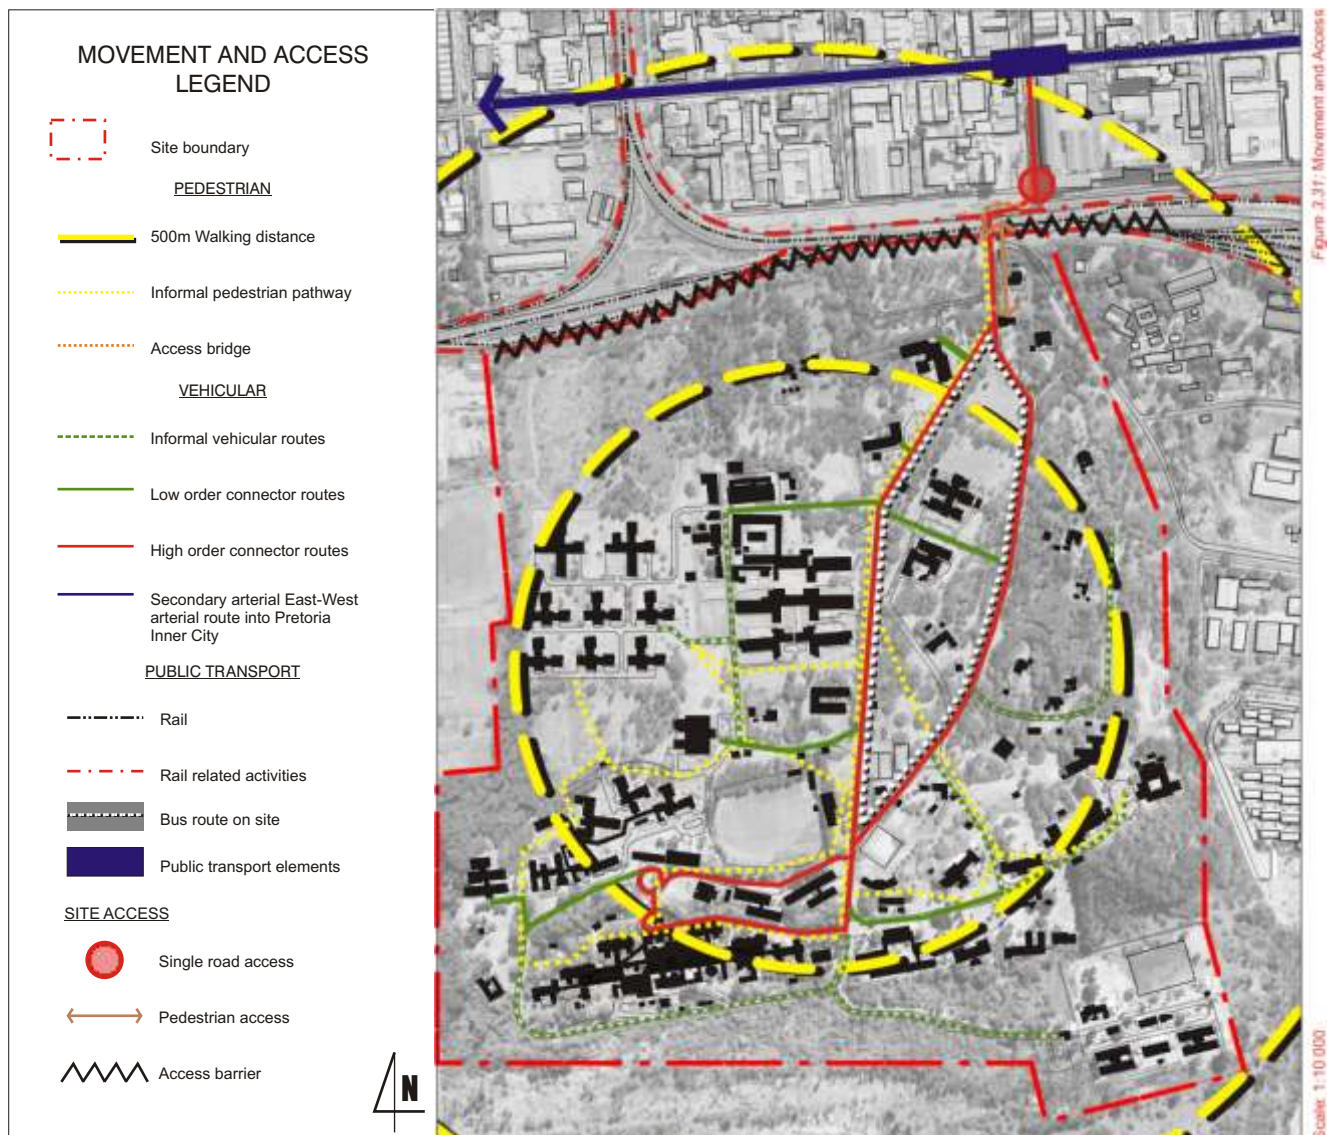 MOVEMENT AND ACCESS
LEGEND
Site boundary
PEDESTRIAN
500m Walking distance
Informal pedestrian pathway
Access bridge
VEHICULAR
Informal vehicular routes
Low order connector routes
High order connector routes
Secondary arterial East-West
arterial route into Pretoria
Inner City
PUBLIC TRANSPORT
Rail
Rail related activities
Bus route on site
Public transport elements
SITE ACCESS
Single road access
Pedestrian access
Access barrier
N
Figure 3.31: Movement and Access
Scale: 1:10 000